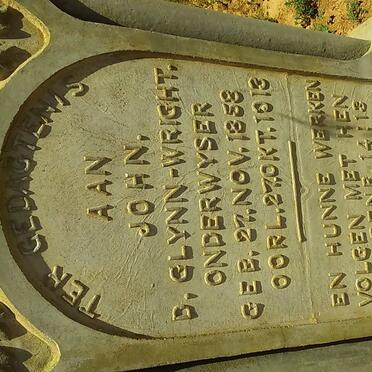 TER GEDAGTENIS
AAN
JOHN.
D. GLYNN-WRIGHT.
ONDERWYSER
GEB. 27. NOV. 1858
OORL. 27 OKT. 1918
EN HUNNE WERKEN
VOLGEN MET HEN